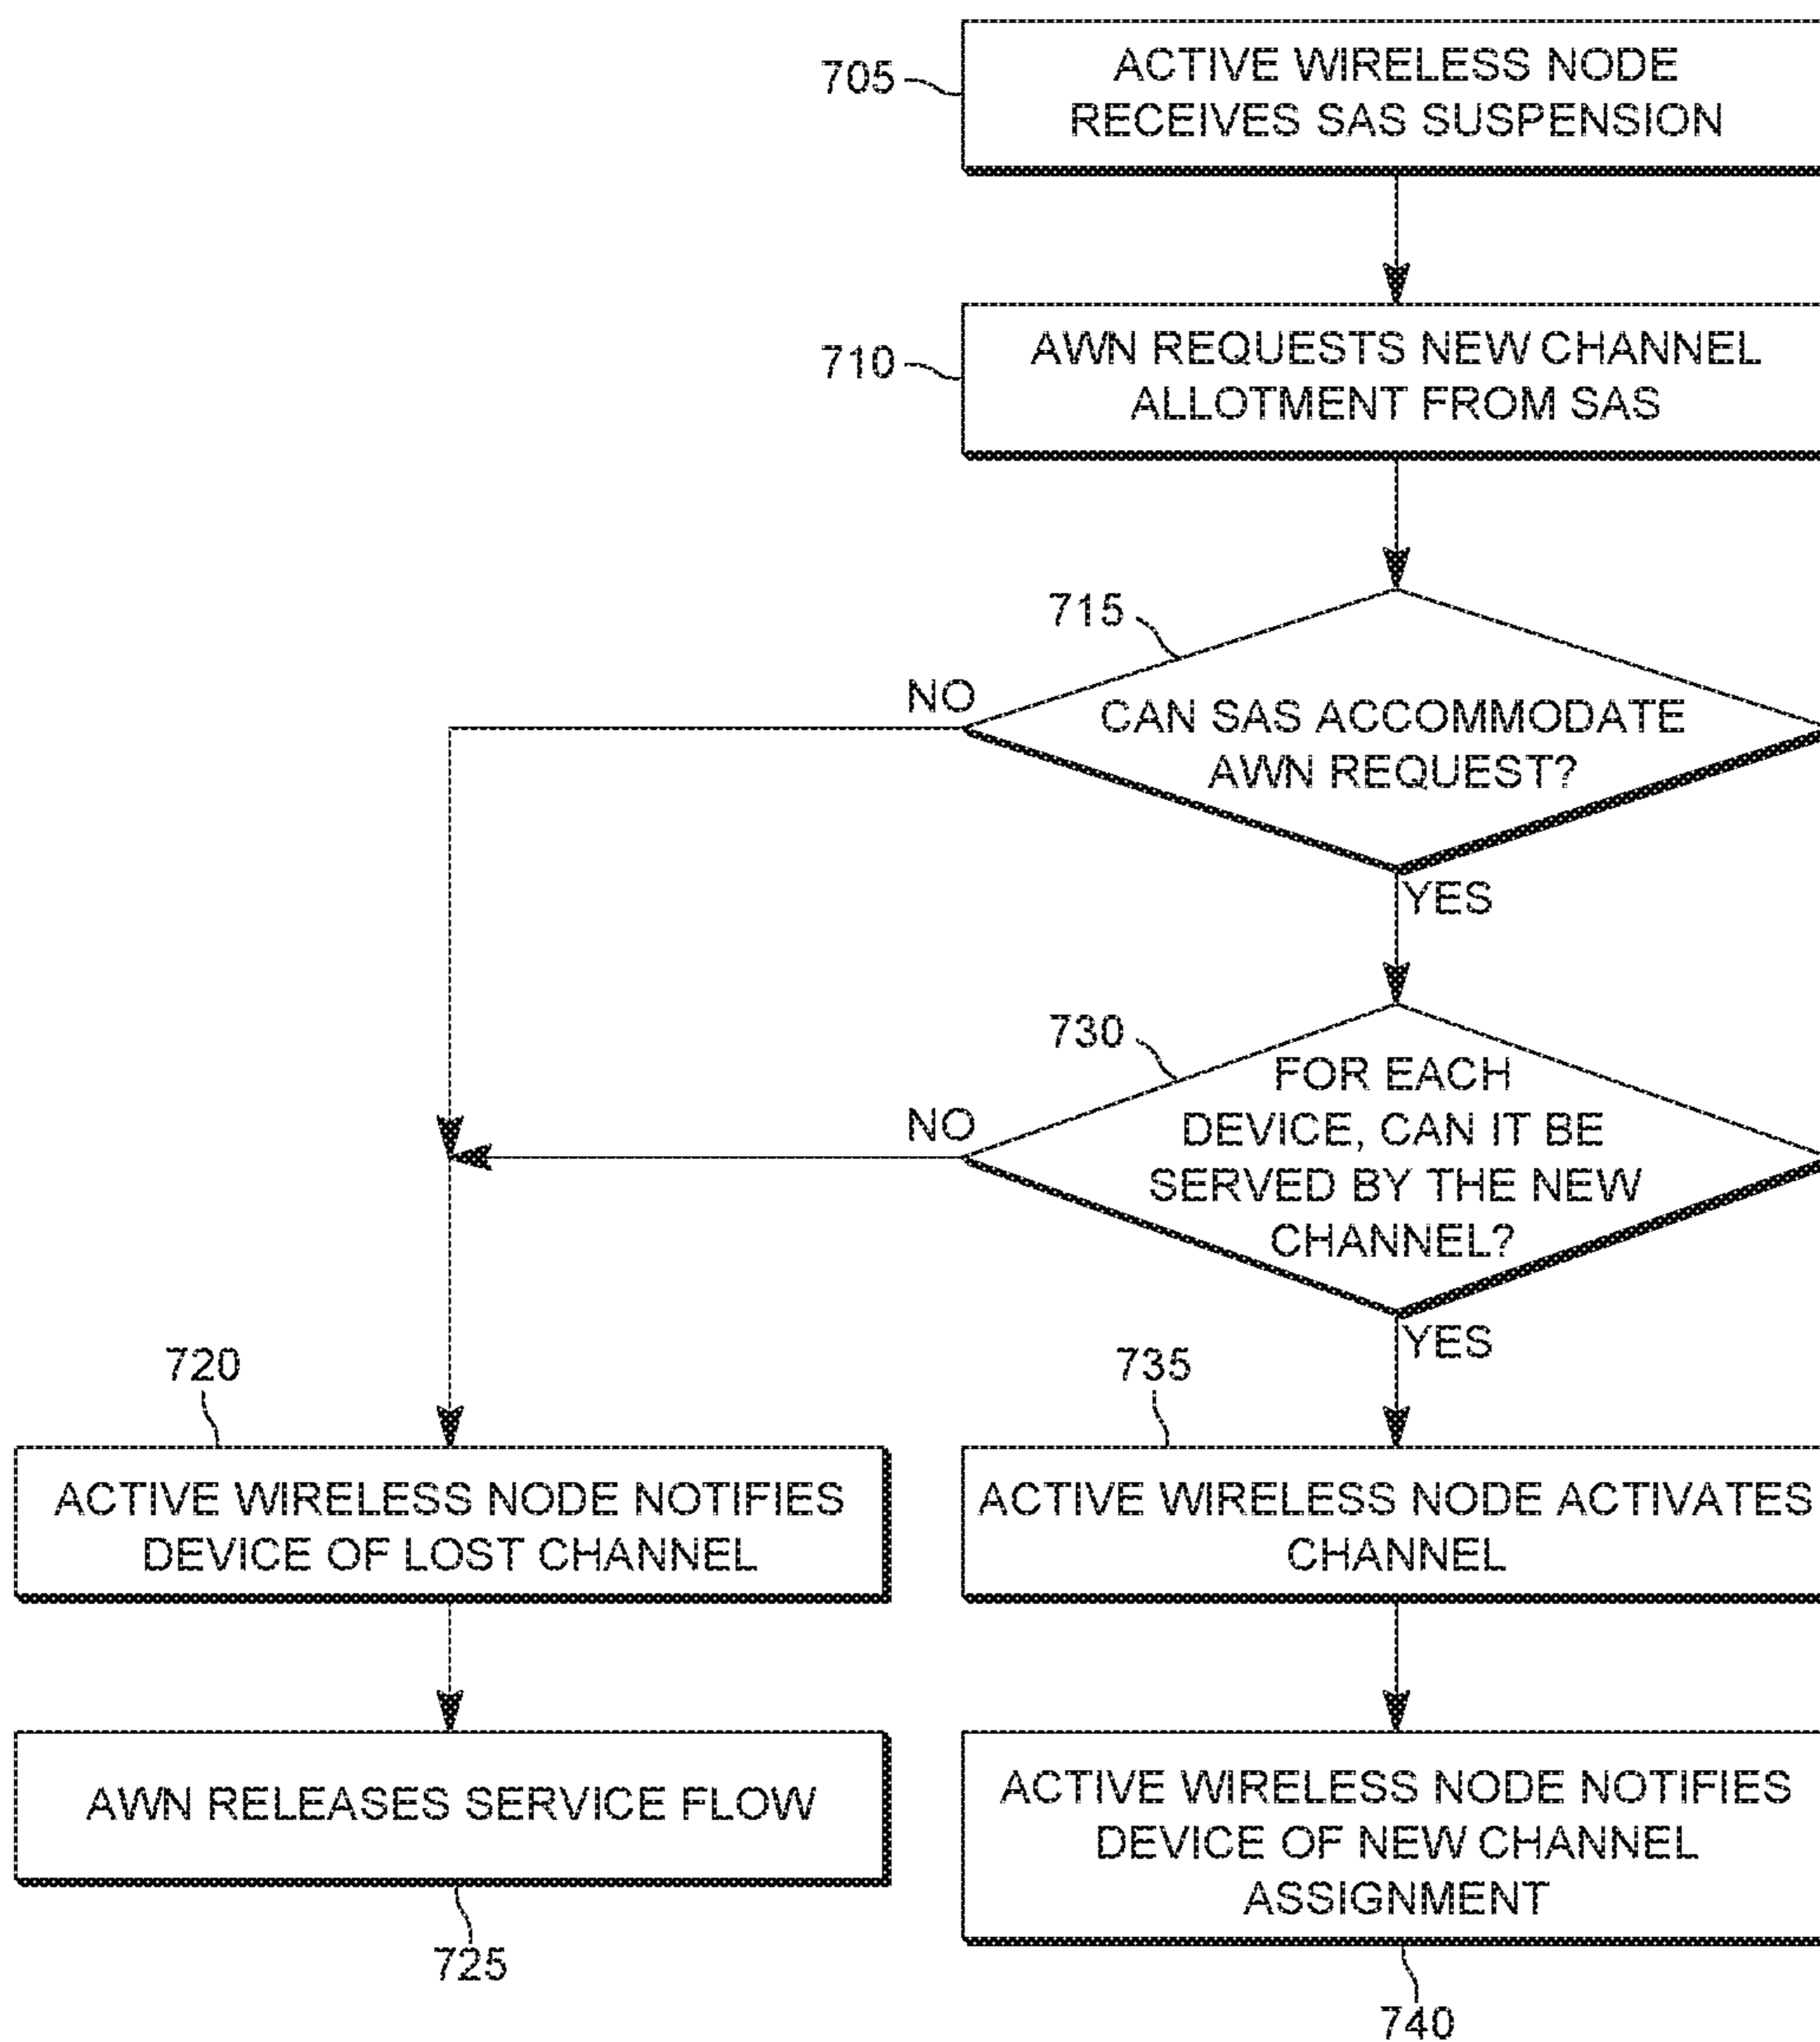 705
ACTIVE WIRELESS NODE
RECEIVES SAS SUSPENSION
710
AWN REQUESTS NEW CHANNEL
ALLOTMENT FROM SAS
715
NO
CAN SAS ACCOMMODATE
AWN REQUEST?
YES
730
NO
FOR EACH
DEVICE, CAN IT BE
SERVED BY THE NEW
CHANNEL?
YES
720
ACTIVE WIRELESS NODE NOTIFIES
DEVICE OF LOST CHANNEL
735
ACTIVE WIRELESS NODE ACTIVATES
CHANNEL
AWN RELEASES SERVICE FLOW
725
ACTIVE WIRELESS NODE NOTIFIES
DEVICE OF NEW CHANNEL
ASSIGNMENT
740